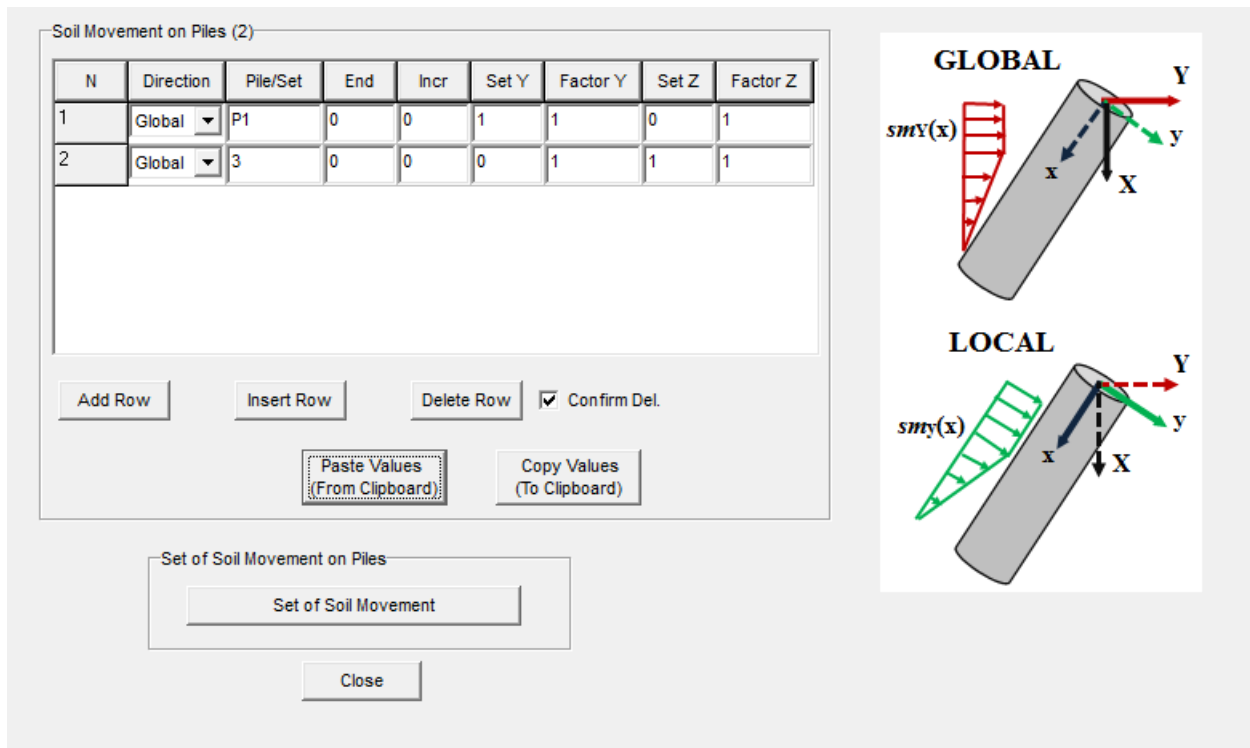 Soil Movement on Piles (2)
N Direction Pile/Set End Incr Set Y Factor Y Set Z Factor Z
1 Global P1 0 0 1 1 0 1
2 Global 3 0 0 0 1 1 1
Add Row Insert Row Delete Row Confirm Del.
Paste Values
(From Clipboard)
Copy Values
(To Clipboard)
Set of Soil Movement on Piles
Set of Soil Movement
Close
GLOBAL
Y
smY(x)
y
x
X
LOCAL
Y
smy(x)
y
x
X